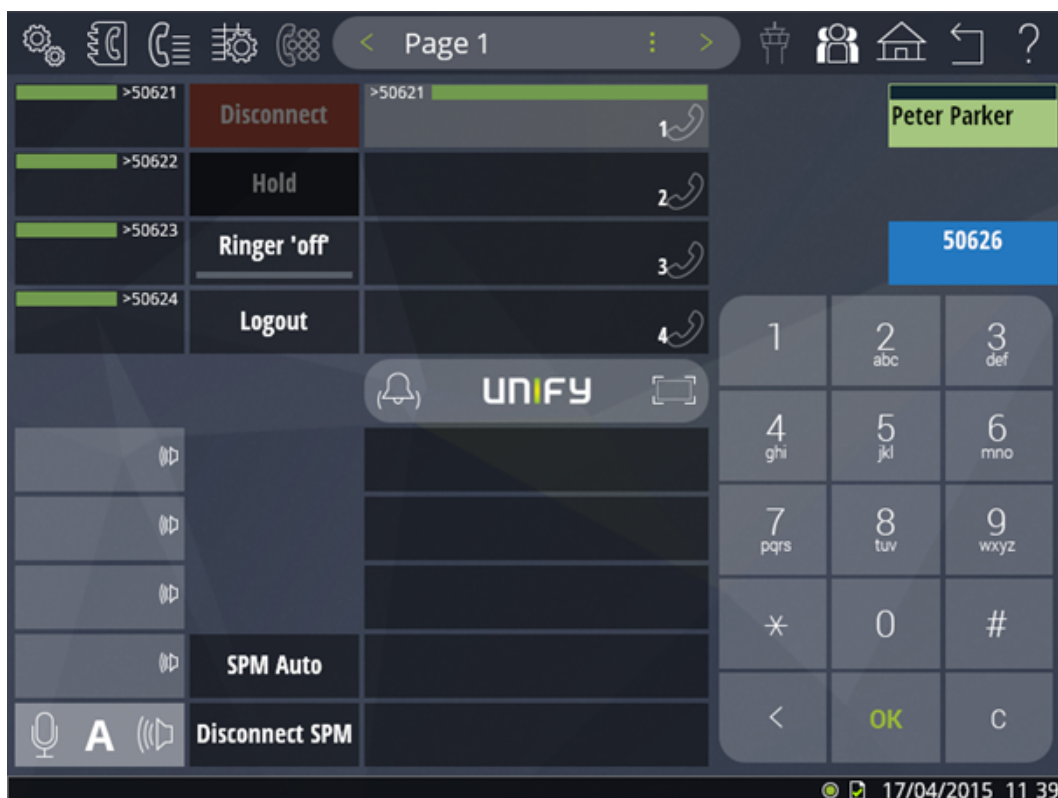 Page 1
>50621
Disconnect
>50621
1
Peter Parker
>50622
Hold
2
>50623
Ringer 'off'
3
50626
>50624
Logout
4
UNIFY
1
2
abc
3
def
4
ghi
5
jkl
6
mno
7
pqrs
8
tuv
9
wxyz
*
0
#
SPM Auto
A
Disconnect SPM
<
OK
C
17/04/2015 11 39